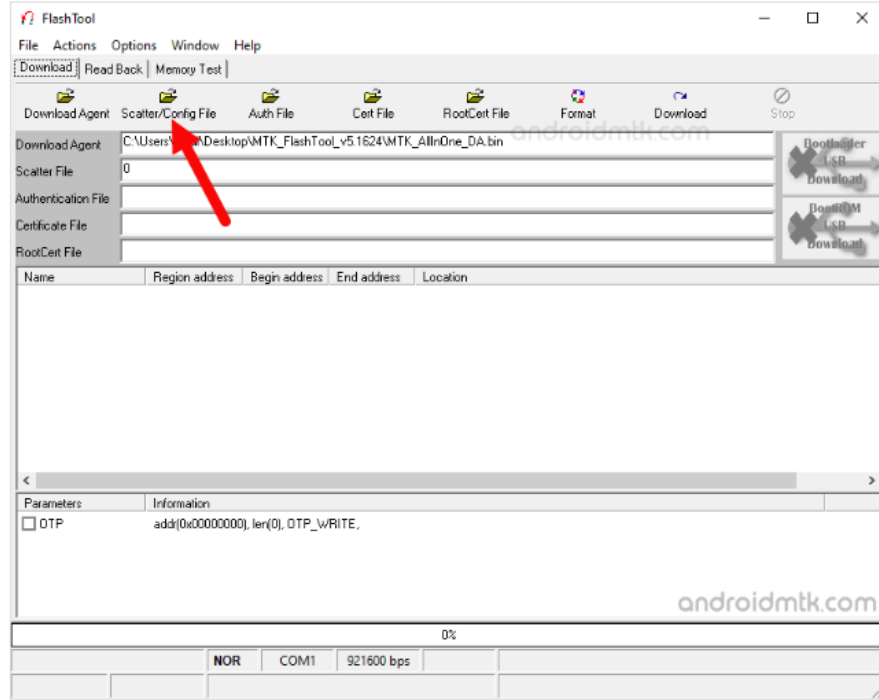 FlashTool
File Actions Options Window Help
Download Read Back Memory Test
Download Agent Scatter/Config File Auth File Cert File RootCert File Format Download Stop
androidmtk.com
Download Agent C:\Users\ \Desktop\MTK_FlashTool_v5.1624\MTK_AllInOne_DA.bin
Scatter File 0
Authentication File
Certificate File
RootCert File
Bootloader
USB
Download
BootROM
USB
Download
Name Region address Begin address End address Location
Parameters Information
OTP addr(0x00000000), len(0), OTP_WRITE,
androidmtk.com
0%
NOR COM1 921600 bps